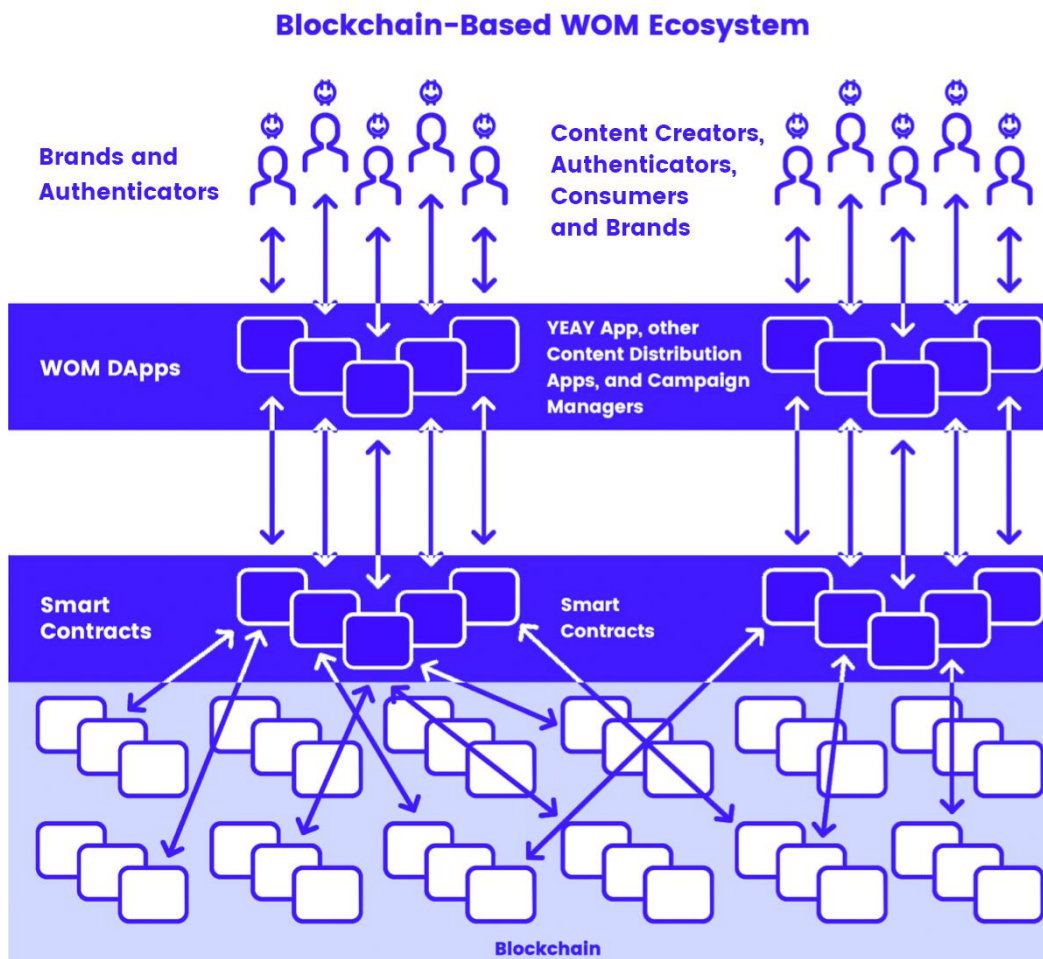 Blockchain-Based WOM Ecosystem
Brands and
Authenticators
Content Creators,
Authenticators,
Consumers
and Brands
WOM DApps
YEAY App, other
Content Distribution
Apps, and Campaign
Managers
Smart
Contracts
Smart
Contracts
Blockchain